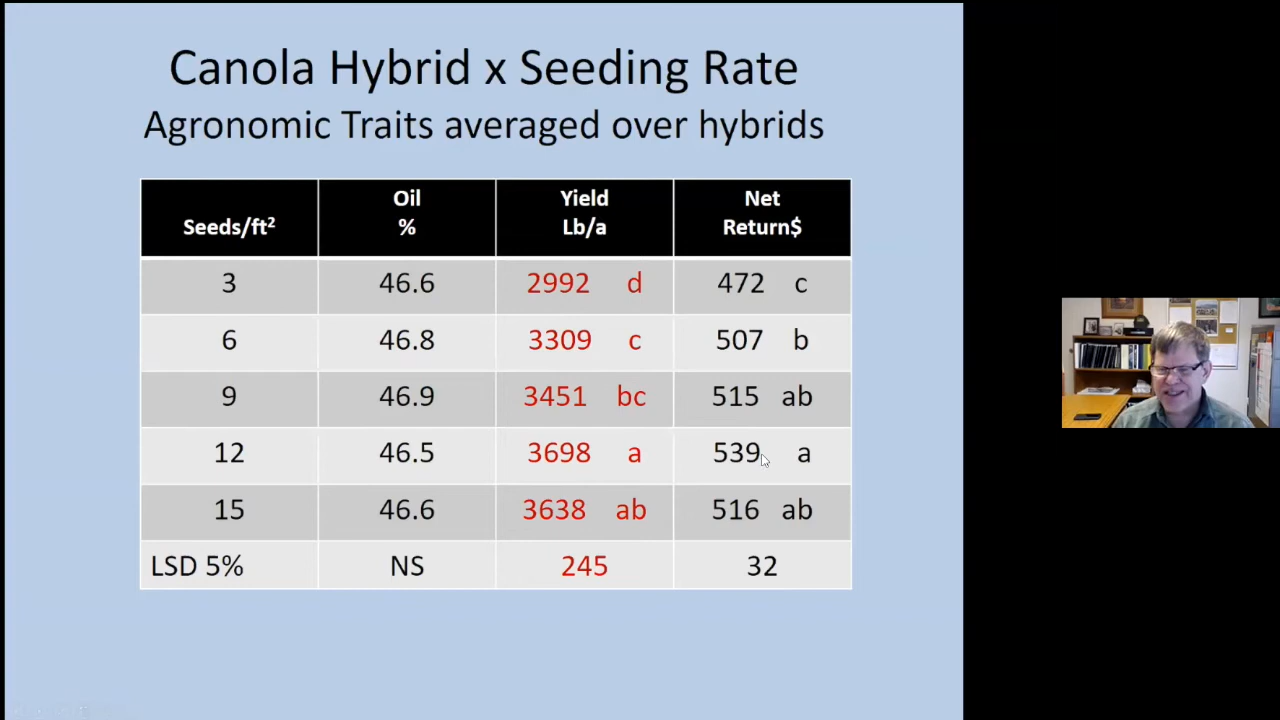 Canola Hybrid x Seeding Rate
Agronomic Traits averaged over hybrids
Seeds/ft² Oil % Yield Lb/a Net Return$
3 46.6 2992 d 472 c
6 46.8 3309 c 507 b
9 46.9 3451 bc 515 ab
12 46.5 3698 a 539 a
15 46.6 3638 ab 516 ab
LSD 5% NS 245 32